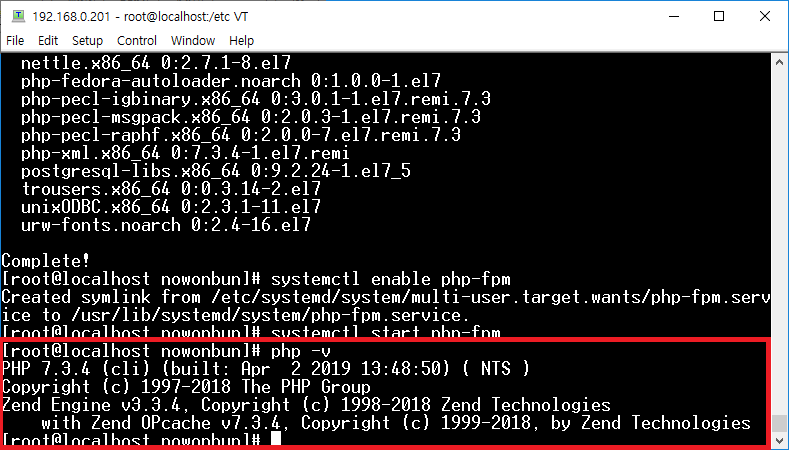 192.168.0.201 - root@localhost:/etc VT
File Edit Setup Control Window Help
nettle.x86_64 0:2.7.1-8.el7
php-fedora-autoloader.noarch 0:1.0.0-1.el7
php-pecl-igbinary.x86_64 0:3.0.1-1.el7.remi.7.3
php-pecl-msgpack.x86_64 0:2.0.3-1.el7.remi.7.3
php-pecl-raphf.x86_64 0:2.0.0-7.el7.remi.7.3
php-xml.x86_64 0:7.3.4-1.el7.remi
postgresql-libs.x86_64 0:9.2.24-1.el7_5
trousers.x86_64 0:0.3.14-2.el7
unixODBC.x86_64 0:2.3.1-11.el7
urw-fonts.noarch 0:2.4-16.el7
Complete!
[root@localhost nowonbun]# systemctl enable php-fpm
Created symlink from /etc/systemd/system/multi-user.target.wants/php-fpm.serv
ice to /usr/lib/systemd/system/php-fpm.service.
[root@localhost nowonbun]# systemctl start php-fpm
[root@localhost nowonbun]# php -v
PHP 7.3.4 (cli) (built: Apr  2 2019 13:48:50) ( NTS )
Copyright (c) 1997-2018 The PHP Group
Zend Engine v3.3.4, Copyright (c) 1998-2018 Zend Technologies
with Zend OPcache v7.3.4, Copyright (c) 1999-2018, by Zend Technologies
[root@localhost nowonbun]#